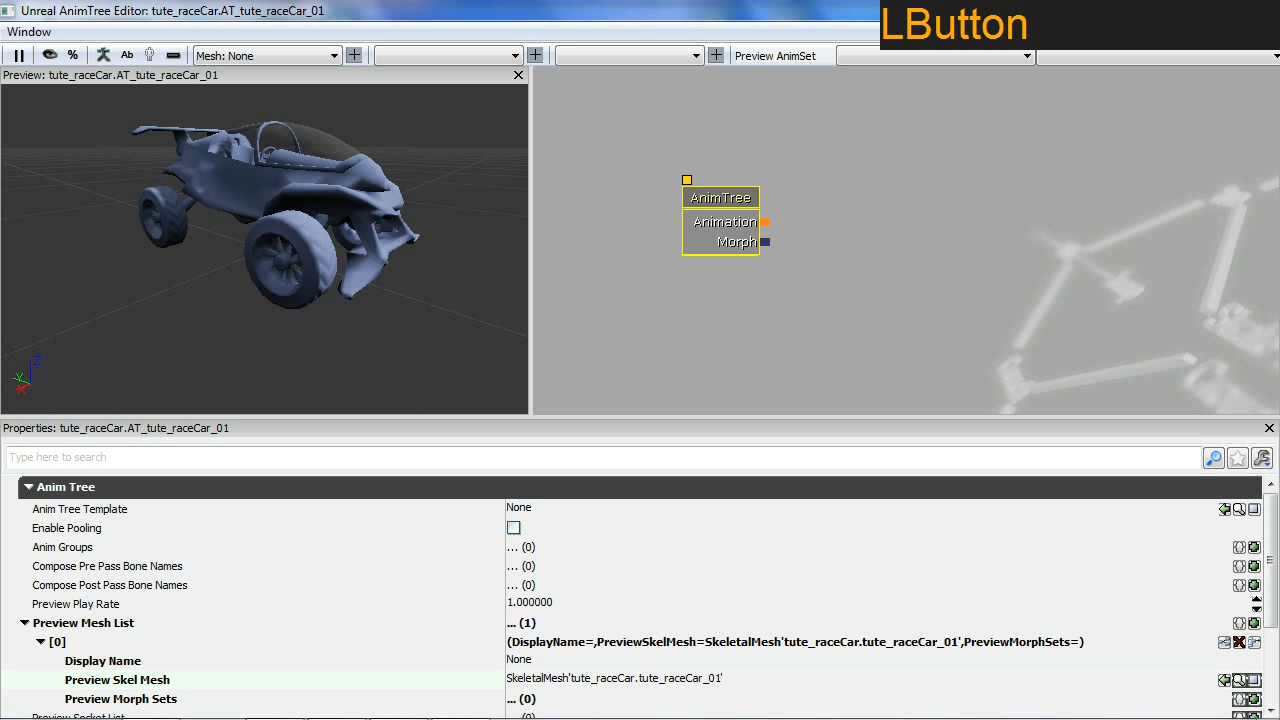 Unreal AnimTree Editor: tute_raceCar.AT_tute_raceCar_01
LButton
Window
% Ab Mesh: None Preview AnimSet
Preview: tute_raceCar.AT_tute_raceCar_01
AnimTree
Animation
Morph
Z
Y
X
Properties: tute_raceCar.AT_tute_raceCar_01
Type here to search
Anim Tree
Anim Tree Template None
Enable Pooling
Anim Groups ... (0)
Compose Pre Pass Bone Names ... (0)
Compose Post Pass Bone Names ... (0)
Preview Play Rate 1.000000
Preview Mesh List ... (1)
[0] (DisplayName=,PreviewSkelMesh=SkeletalMesh'tute_raceCar.tute_raceCar_01',PreviewMorphSets=)
Display Name None
Preview Skel Mesh SkeletalMesh'tute_raceCar.tute_raceCar_01'
Preview Morph Sets ... (0)
Preview Socket List ... (0)